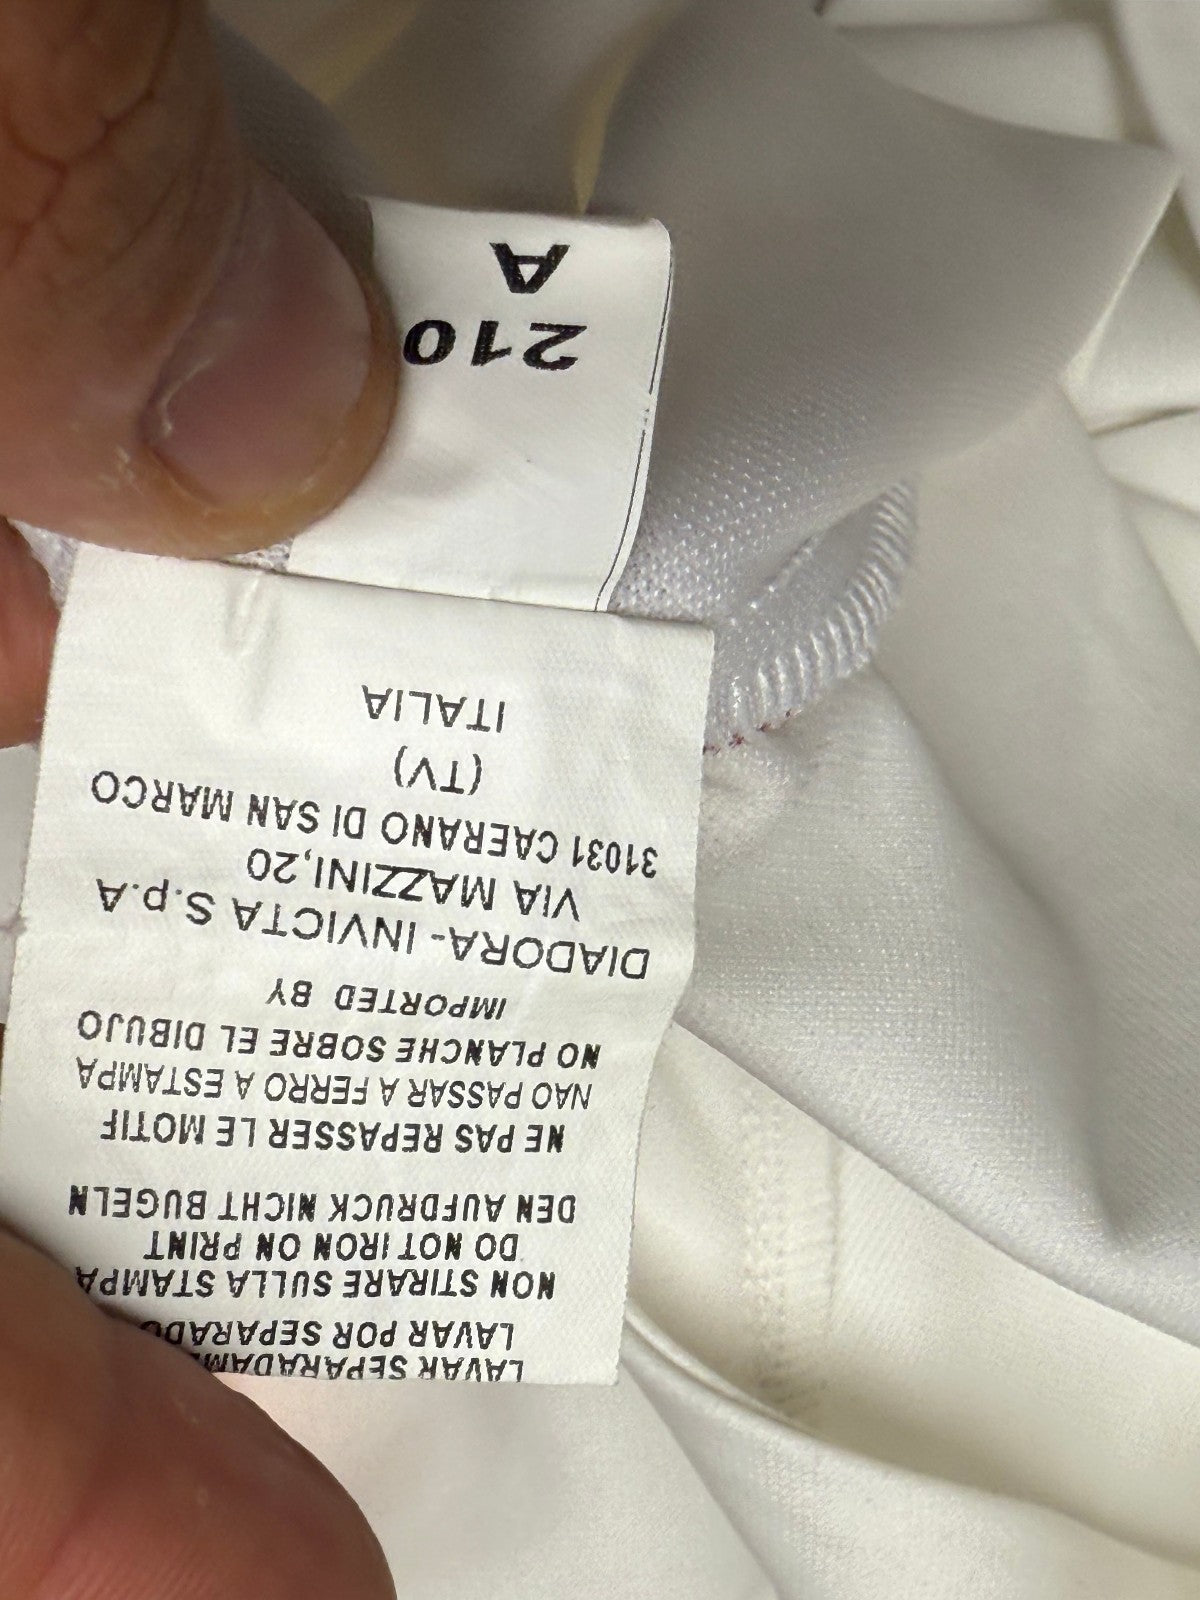 LAVAR SEPARADAME
LAVAR POR SEPARADO
NON STIRARE SULLA STAMPA
DO NOT IRON ON PRINT
DEN AUFDRUCK NICHT BUGELN
NE PAS REPASSER LE MOTIF
NAO PASSAR A FERRO A ESTAMPA
NO PLANCHE SOBRE EL DIBUJO
IMPORTED BY
DIADORA- INVICTA S.p.A
VIA MAZZINI,20
31031 CAERANO DI SAN MARCO
(TV)
ITALIA
210
A